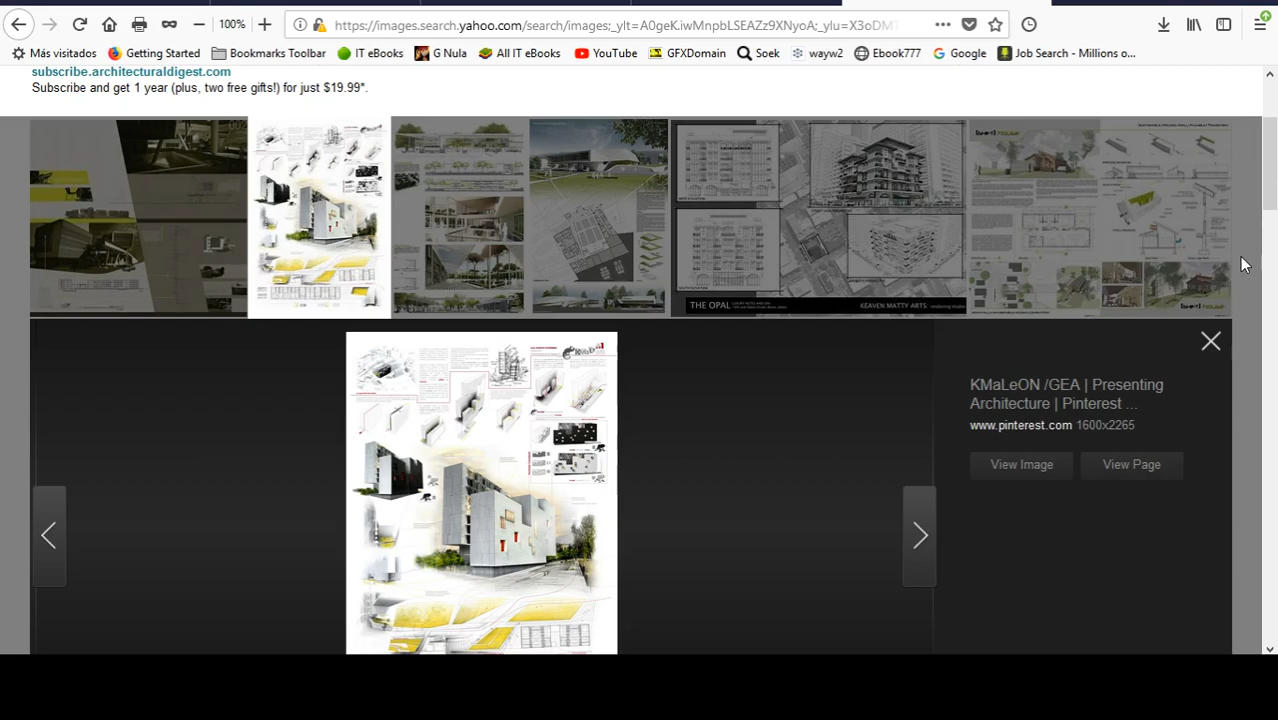 100%
https://images.search.yahoo.com/search/images;_ylt=A0geK.iwMnpbLSEAZz9XNyoA;_ylu=X3oDMT
Más visitados Getting Started Bookmarks Toolbar IT eBooks G Nula All IT eBooks YouTube GFXDomain Soek wayw2 Ebook777 Google Job Search - Millions o...
subscribe.architecturaldigest.com
Subscribe and get 1 year (plus, two free gifts!) for just $19.99*.
THE OPAL
KEAVEN MATTY ARTS:
KMaLeON /GEA | Presenting
Architecture | Pinterest ...
www.pinterest.com 1600x2265
View Image View Page